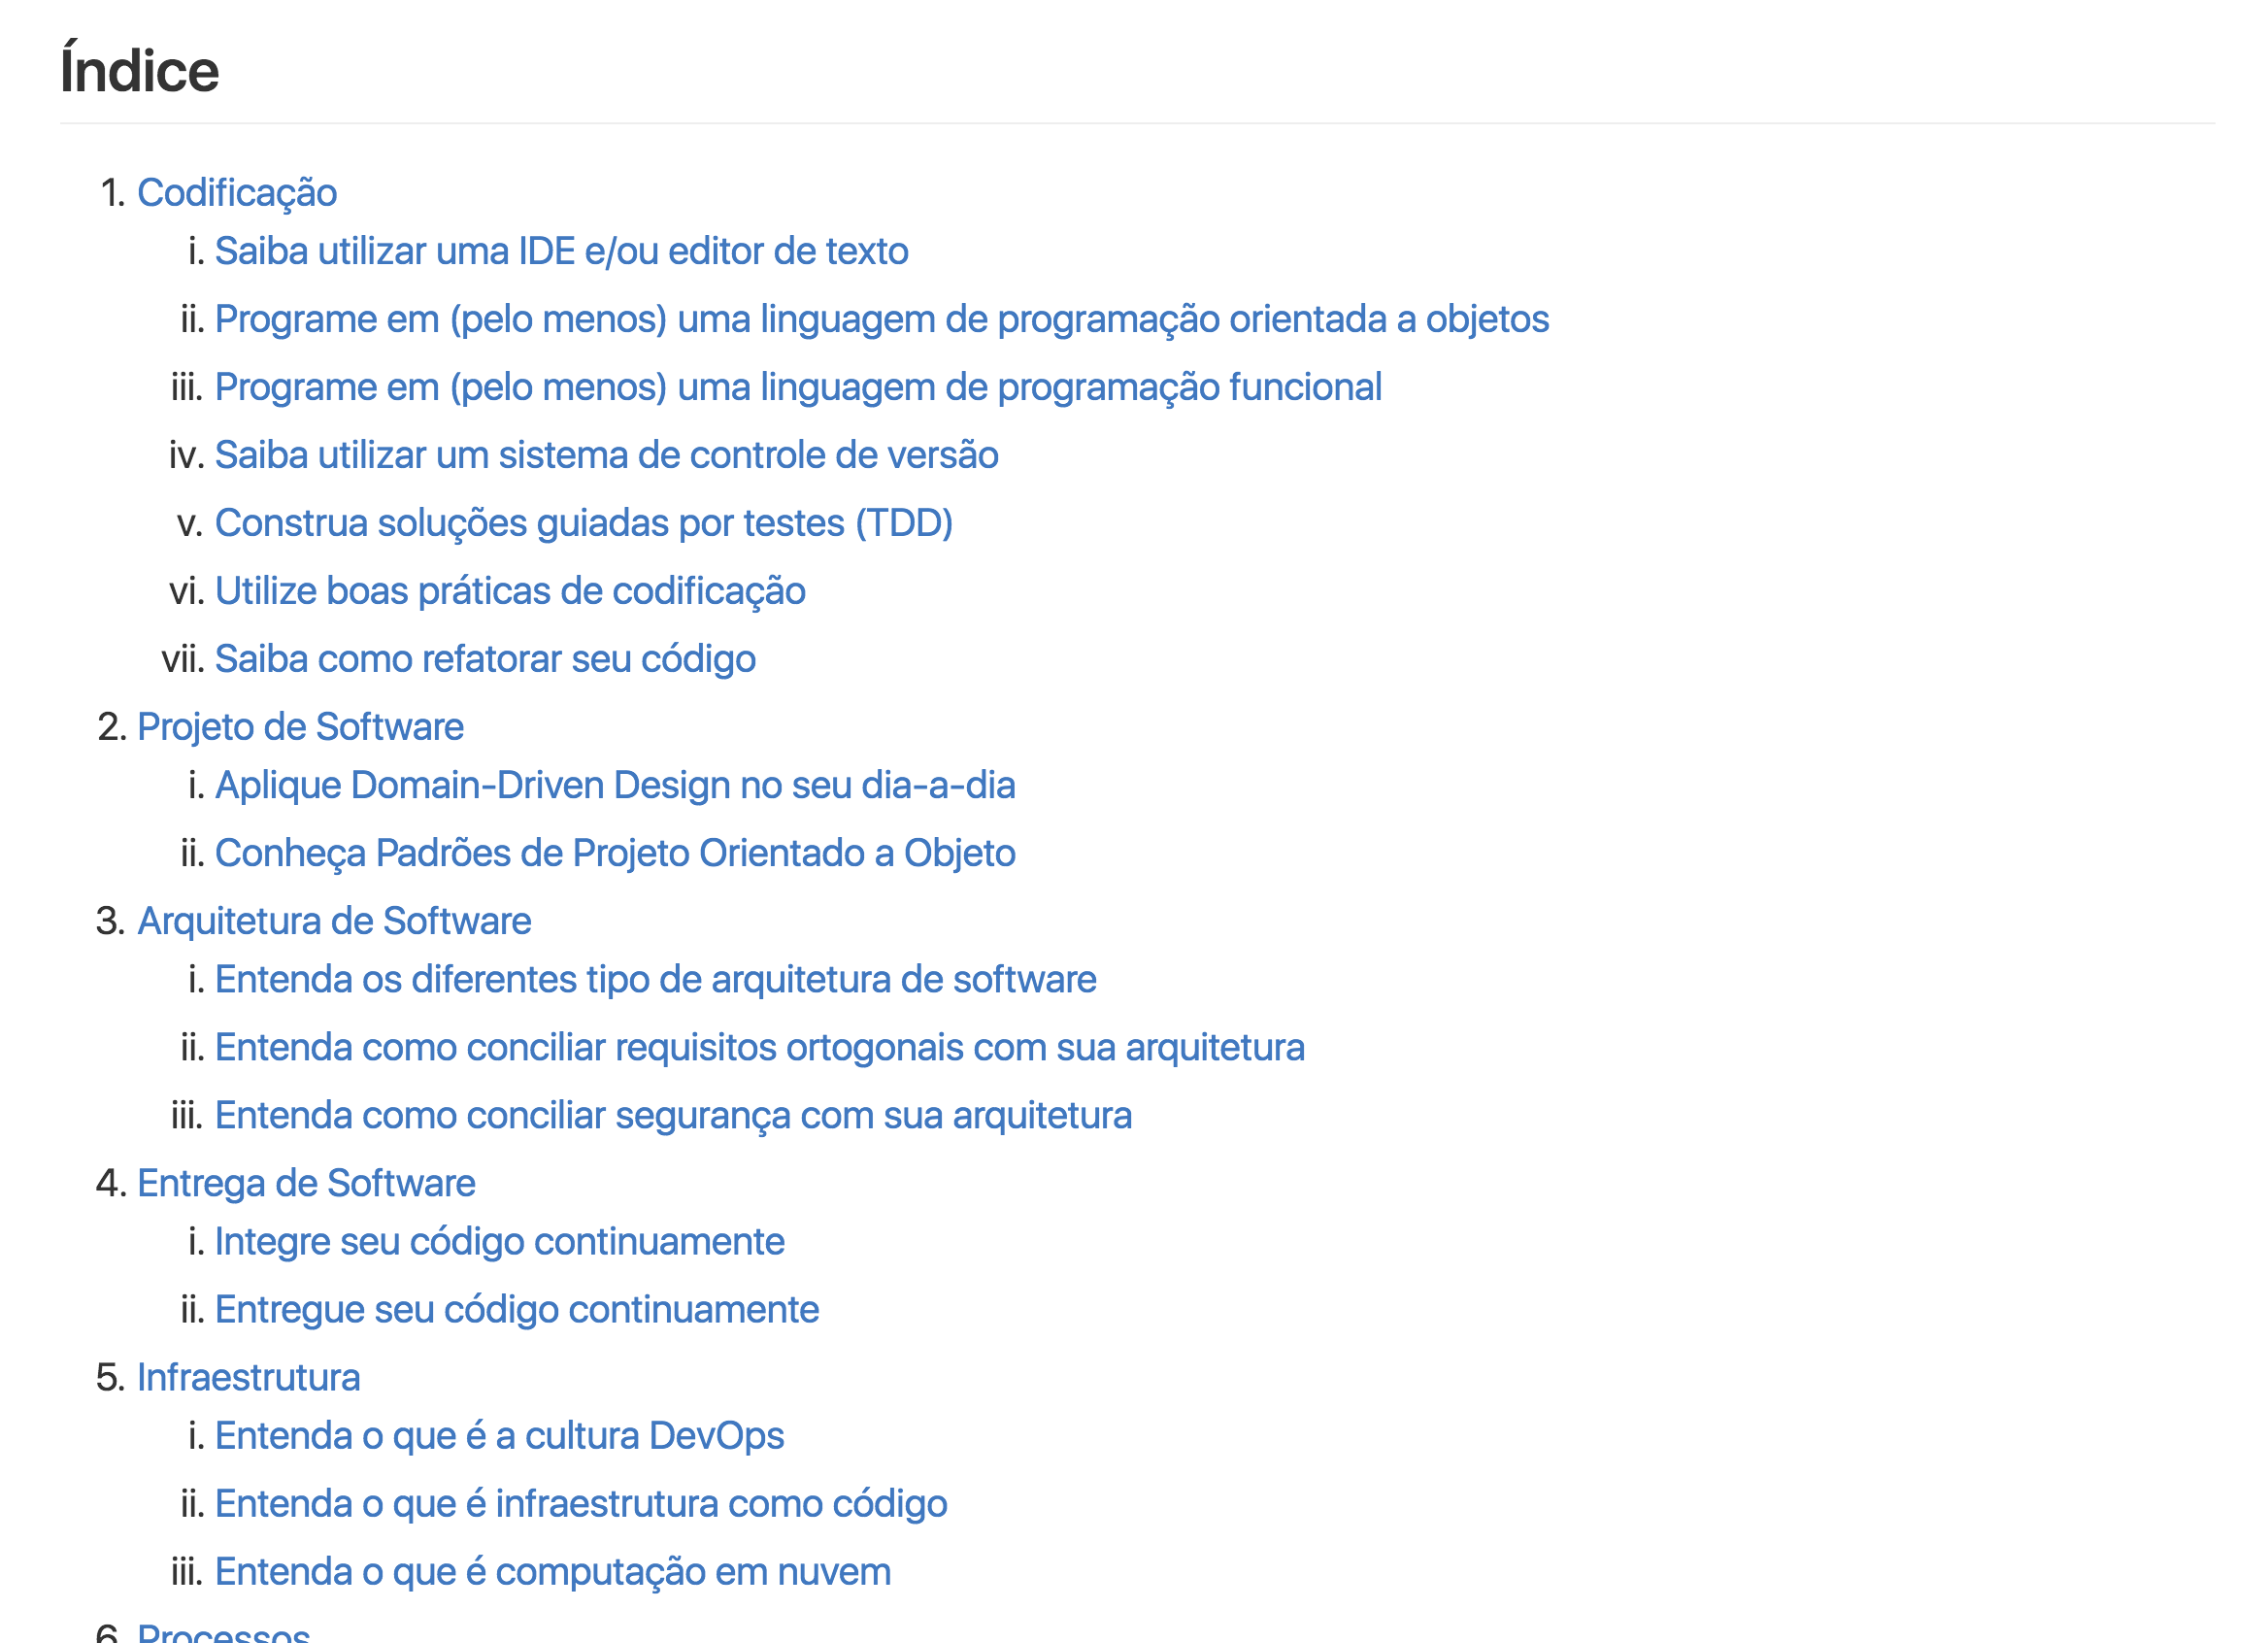 Índice
1. Codificação
i. Saiba utilizar uma IDE e/ou editor de texto
ii. Programe em (pelo menos) uma linguagem de programação orientada a objetos
iii. Programe em (pelo menos) uma linguagem de programação funcional
iv. Saiba utilizar um sistema de controle de versão
v. Construa soluções guiadas por testes (TDD)
vi. Utilize boas práticas de codificação
vii. Saiba como refatorar seu código
2. Projeto de Software
i. Aplique Domain-Driven Design no seu dia-a-dia
ii. Conheça Padrões de Projeto Orientado a Objeto
3. Arquitetura de Software
i. Entenda os diferentes tipo de arquitetura de software
ii. Entenda como conciliar requisitos ortogonais com sua arquitetura
iii. Entenda como conciliar segurança com sua arquitetura
4. Entrega de Software
i. Integre seu código continuamente
ii. Entregue seu código continuamente
5. Infraestrutura
i. Entenda o que é a cultura DevOps
ii. Entenda o que é infraestrutura como código
iii. Entenda o que é computação em nuvem
6. Processos